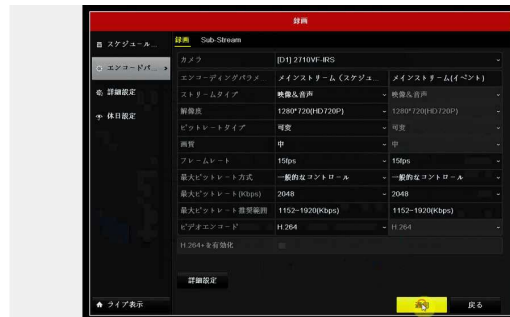 録画
スケジュール...
エンコードパ...
詳細設定
休日設定
ライブ表示
録画 Sub-Stream
カメラ [D1] 2710VF-IRS
エンコーディングパラメ... メインストリーム (スケジュ... メインストリーム(イベント)
ストリームタイプ 映像&音声 映像&音声
解像度 1280*720(HD720P) 1280*720(HD720P)
ビットレートタイプ 可変 可変
画質 中 中
フレームレート 15fps 15fps
最大ビットレート方式 一般的なコントロール 一般的なコントロール
最大ビットレート(Kbps) 2048 2048
最大ビットレート推奨範囲 1152~1920(Kbps) 1152~1920(Kbps)
ビデオエンコード H.264 H.264
H.264+を有効化
詳細設定
戻る